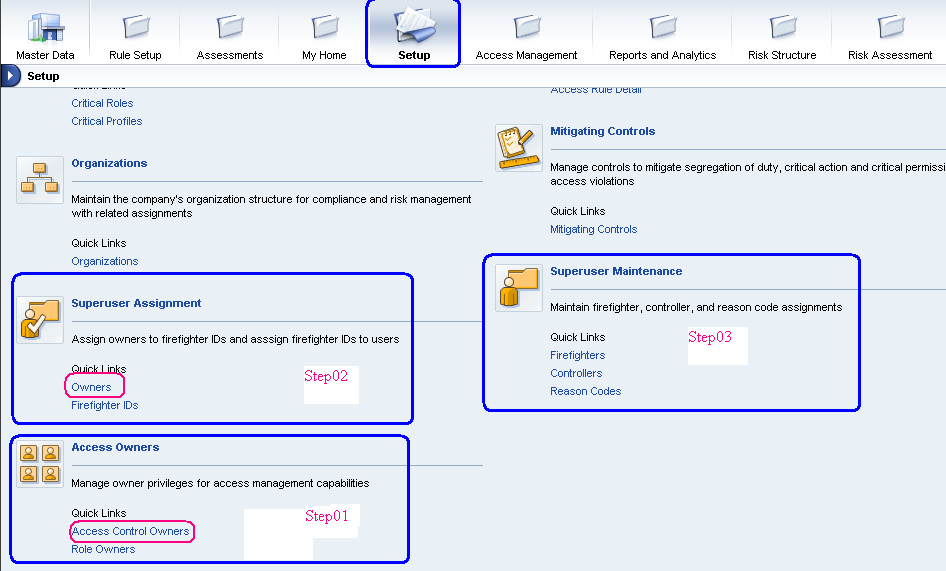 Master Data
Rule Setup
Assessments
My Home
Setup
Access Management
Reports and Analytics
Risk Structure
Risk Assessment
Setup
Quick Links
Critical Roles
Critical Profiles
Organizations
Maintain the company's organization structure for compliance and risk management
with related assignments
Quick Links
Organizations
Superuser Assignment
Assign owners to firefighter IDs and asssign firefighter IDs to users
Quick Links
Owners
Firefighter IDs
Step02
Access Owners
Manage owner privileges for access management capabilities
Quick Links
Access Control Owners
Role Owners
Step01
Access Rule Detail
Mitigating Controls
Manage controls to mitigate segregation of duty, critical action and critical permissi
access violations
Quick Links
Mitigating Controls
Superuser Maintenance
Maintain firefighter, controller, and reason code assignments
Quick Links
Firefighters
Controllers
Reason Codes
Step03